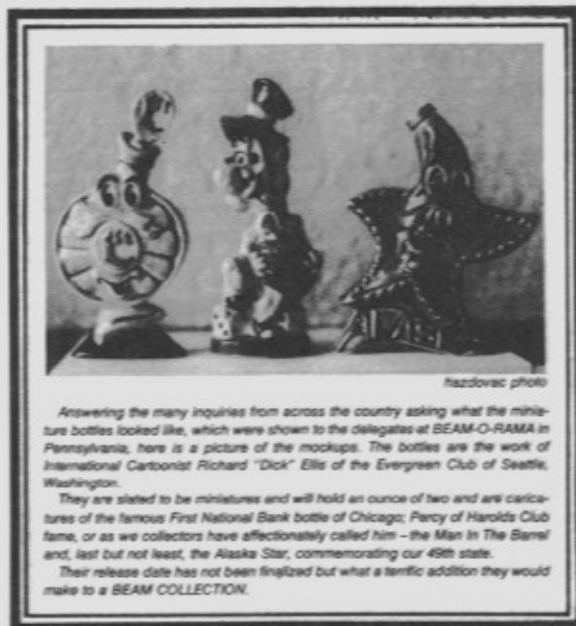 hazdovac photo
Answering the many inquiries from across the country asking what the minia-
ture bottles looked like, which were shown to the delegates at BEAM-O-RAMA in
Pennsylvania, here is a picture of the mockups. The bottles are the work of
International Cartoonist Richard "Dick" Ellis of the Evergreen Club of Seattle,
Washington.
They are slated to be miniatures and will hold an ounce of two and are carica-
tures of the famous First National Bank bottle of Chicago; Percy of Harolds Club
fame, or as we collectors have affectionately called him – the Man In The Barrel
and, last but not least, the Alaska Star, commemorating our 49th state.
Their release date has not been finalized but what a terrific addition they would
make to a BEAM COLLECTION.